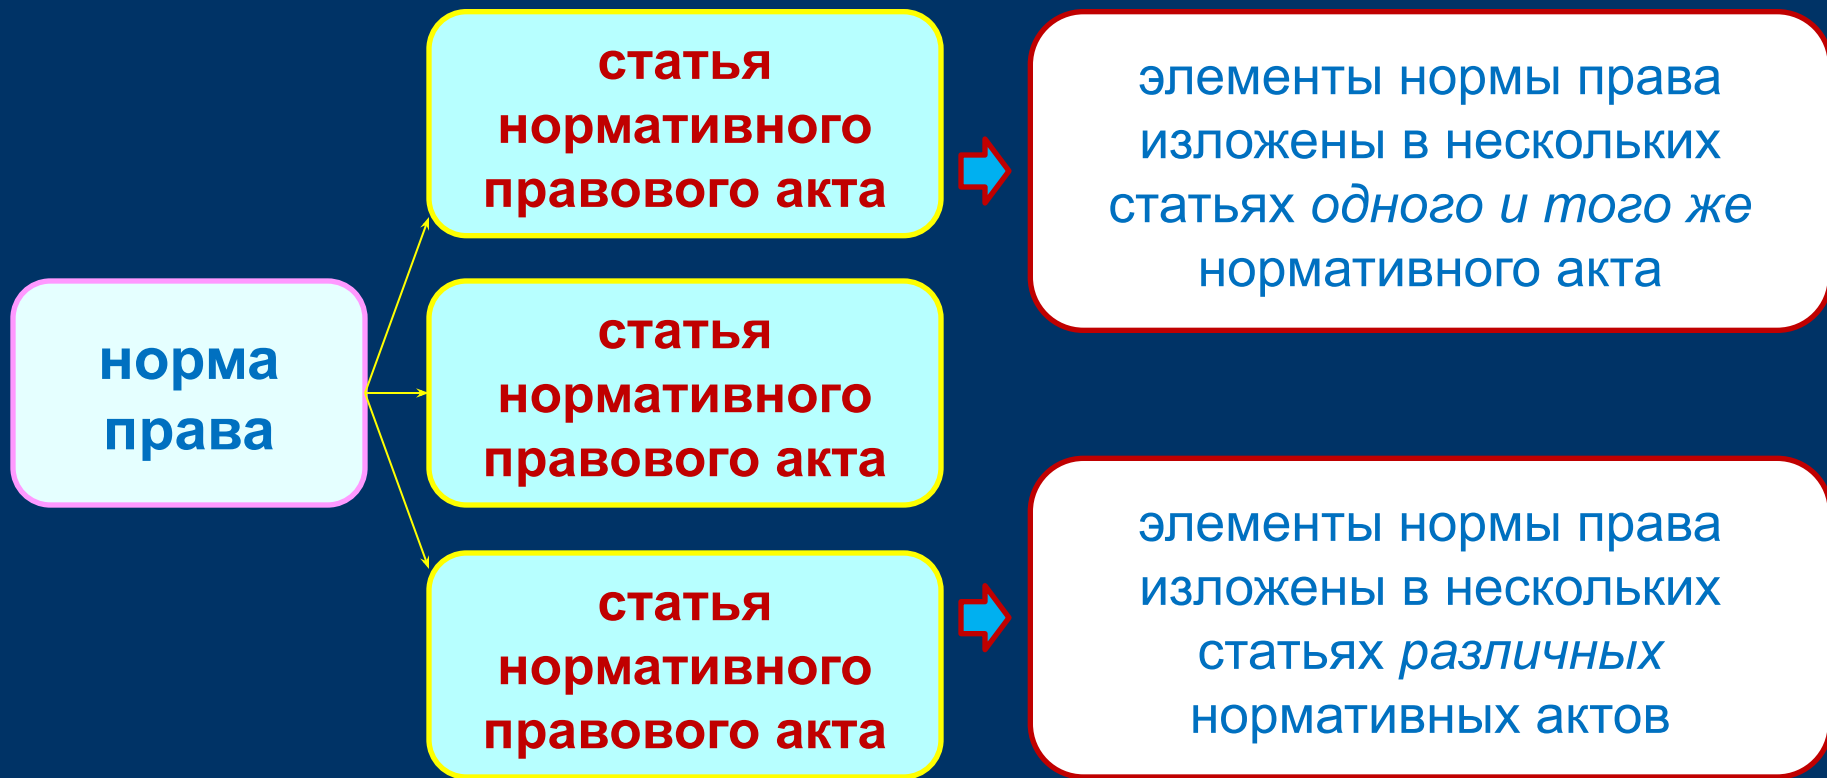 норма
права
статья
нормативного
правового акта
элементы нормы права
изложены в нескольких
статьях одного и того же
нормативного акта
статья
нормативного
правового акта
статья
нормативного
правового акта
элементы нормы права
изложены в нескольких
статьях различных
нормативных актов